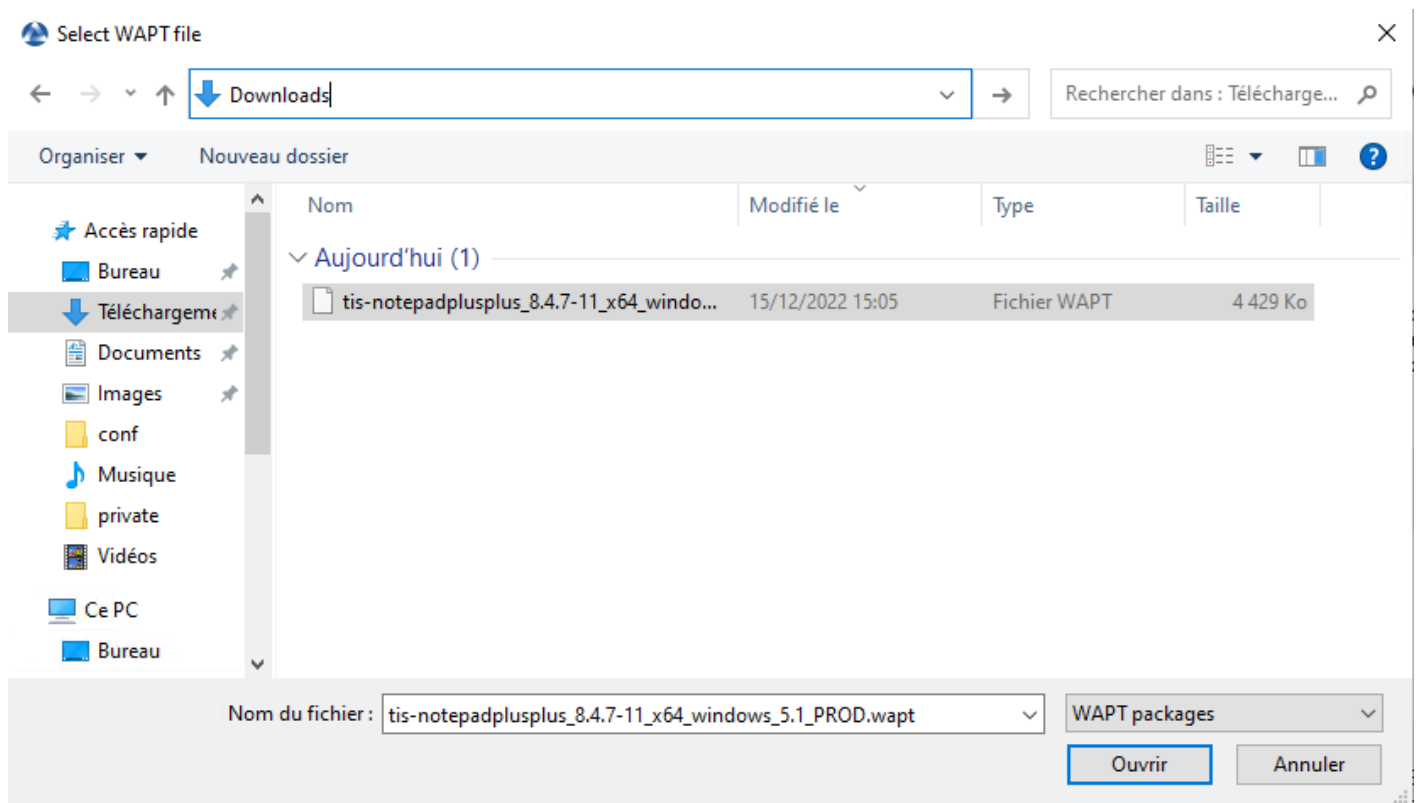 Select WAPT file
Downloads
Rechercher dans : Télécharge...
Organiser
Nouveau dossier
Nom
Modifié le
Type
Taille
Accès rapide
Bureau
Téléchargeme
Documents
Images
conf
Musique
private
Vidéos
Ce PC
Bureau
Aujourd'hui (1)
tis-notepadplusplus_8.4.7-11_x64_windo...
15/12/2022 15:05
Fichier WAPT
4 429 Ko
Nom du fichier :
tis-notepadplusplus_8.4.7-11_x64_windows_5.1_PROD.wapt
WAPT packages
Ouvrir
Annuler